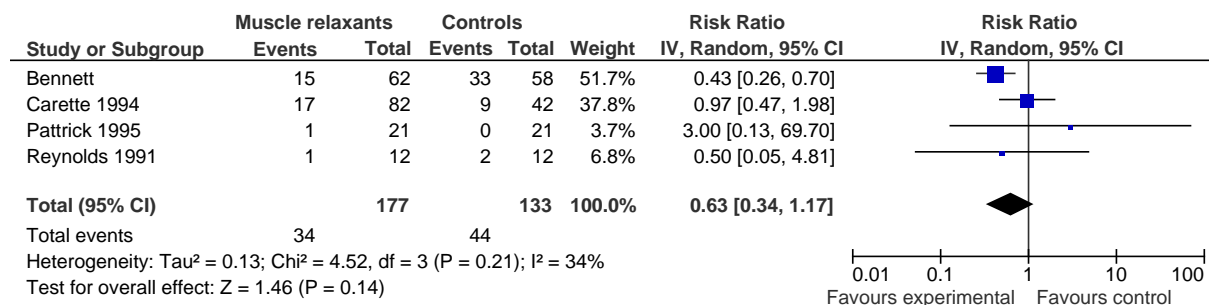 Muscle relaxants Controls Risk Ratio Risk Ratio
Study or Subgroup Events Total Events Total Weight IV, Random, 95% CI IV, Random, 95% CI
Bennett 15 62 33 58 51.7% 0.43 [0.26, 0.70]
Carette 1994 17 82 9 42 37.8% 0.97 [0.47, 1.98]
Pattrick 1995 1 21 0 21 3.7% 3.00 [0.13, 69.70]
Reynolds 1991 1 12 2 12 6.8% 0.50 [0.05, 4.81]
Total (95% CI) 177 133 100.0% 0.63 [0.34, 1.17]
Total events 34 44
Heterogeneity: Tau² = 0.13; Chi² = 4.52, df = 3 (P = 0.21); I² = 34%
Test for overall effect: Z = 1.46 (P = 0.14)
0.01 0.1 1 10 100
Favours experimental Favours control